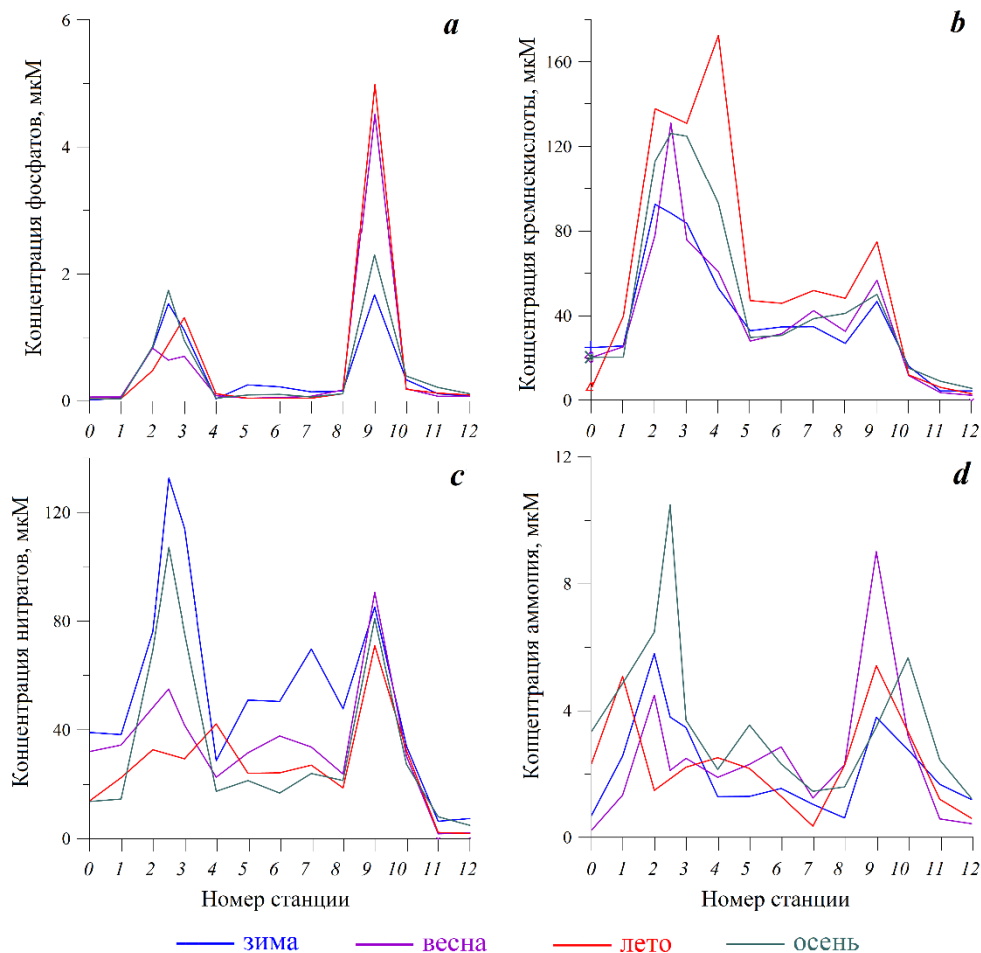 a
6
4
2
0
Концентрация фосфатов, мкМ
0 1 2 3 4 5 6 7 8 9 10 11 12
b
160
120
80
40
0
Концентрация кремнекислоты, мкМ
0 1 2 3 4 5 6 7 8 9 10 11 12
c
120
80
40
0
Концентрация нитратов, мкМ
0 1 2 3 4 5 6 7 8 9 10 11 12
Номер станции
d
12
8
4
0
Концентрация аммония, мкМ
0 1 2 3 4 5 6 7 8 9 10 11 12
Номер станции
зима весна лето осень